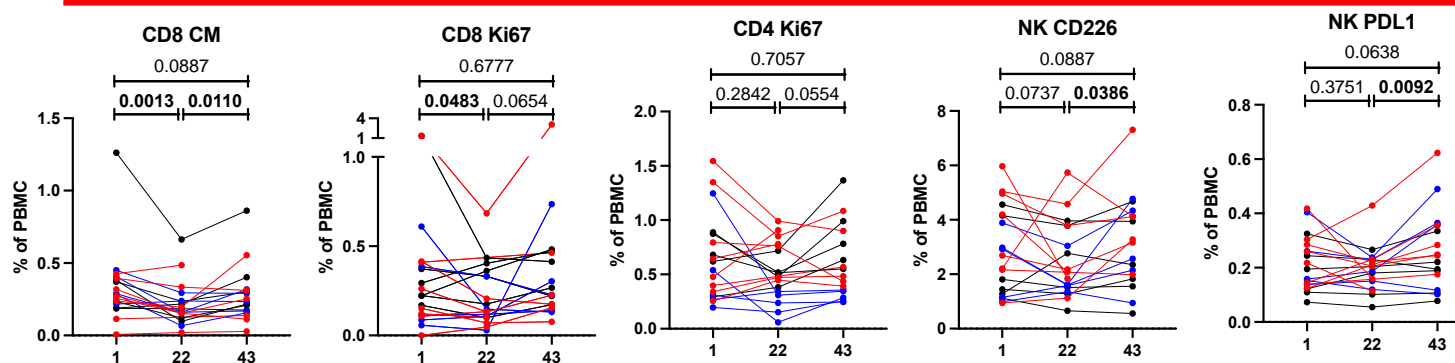 CD8 CM
0.0887
0.0013 0.0110
% of PBMC
1.5
1.0
0.5
0.0
1 22 43
CD8 Ki67
0.6777
0.0483 0.0654
% of PBMC
4
1
1.0
0.5
0.0
1 22 43
CD4 Ki67
0.7057
0.2842 0.0554
% of PBMC
2.0
1.5
1.0
0.5
0.0
1 22 43
NK CD226
0.0887
0.0737 0.0386
% of PBMC
8
6
4
2
0
1 22 43
NK PDL1
0.0638
0.3751 0.0092
% of PBMC
0.8
0.6
0.4
0.2
0.0
1 22 43